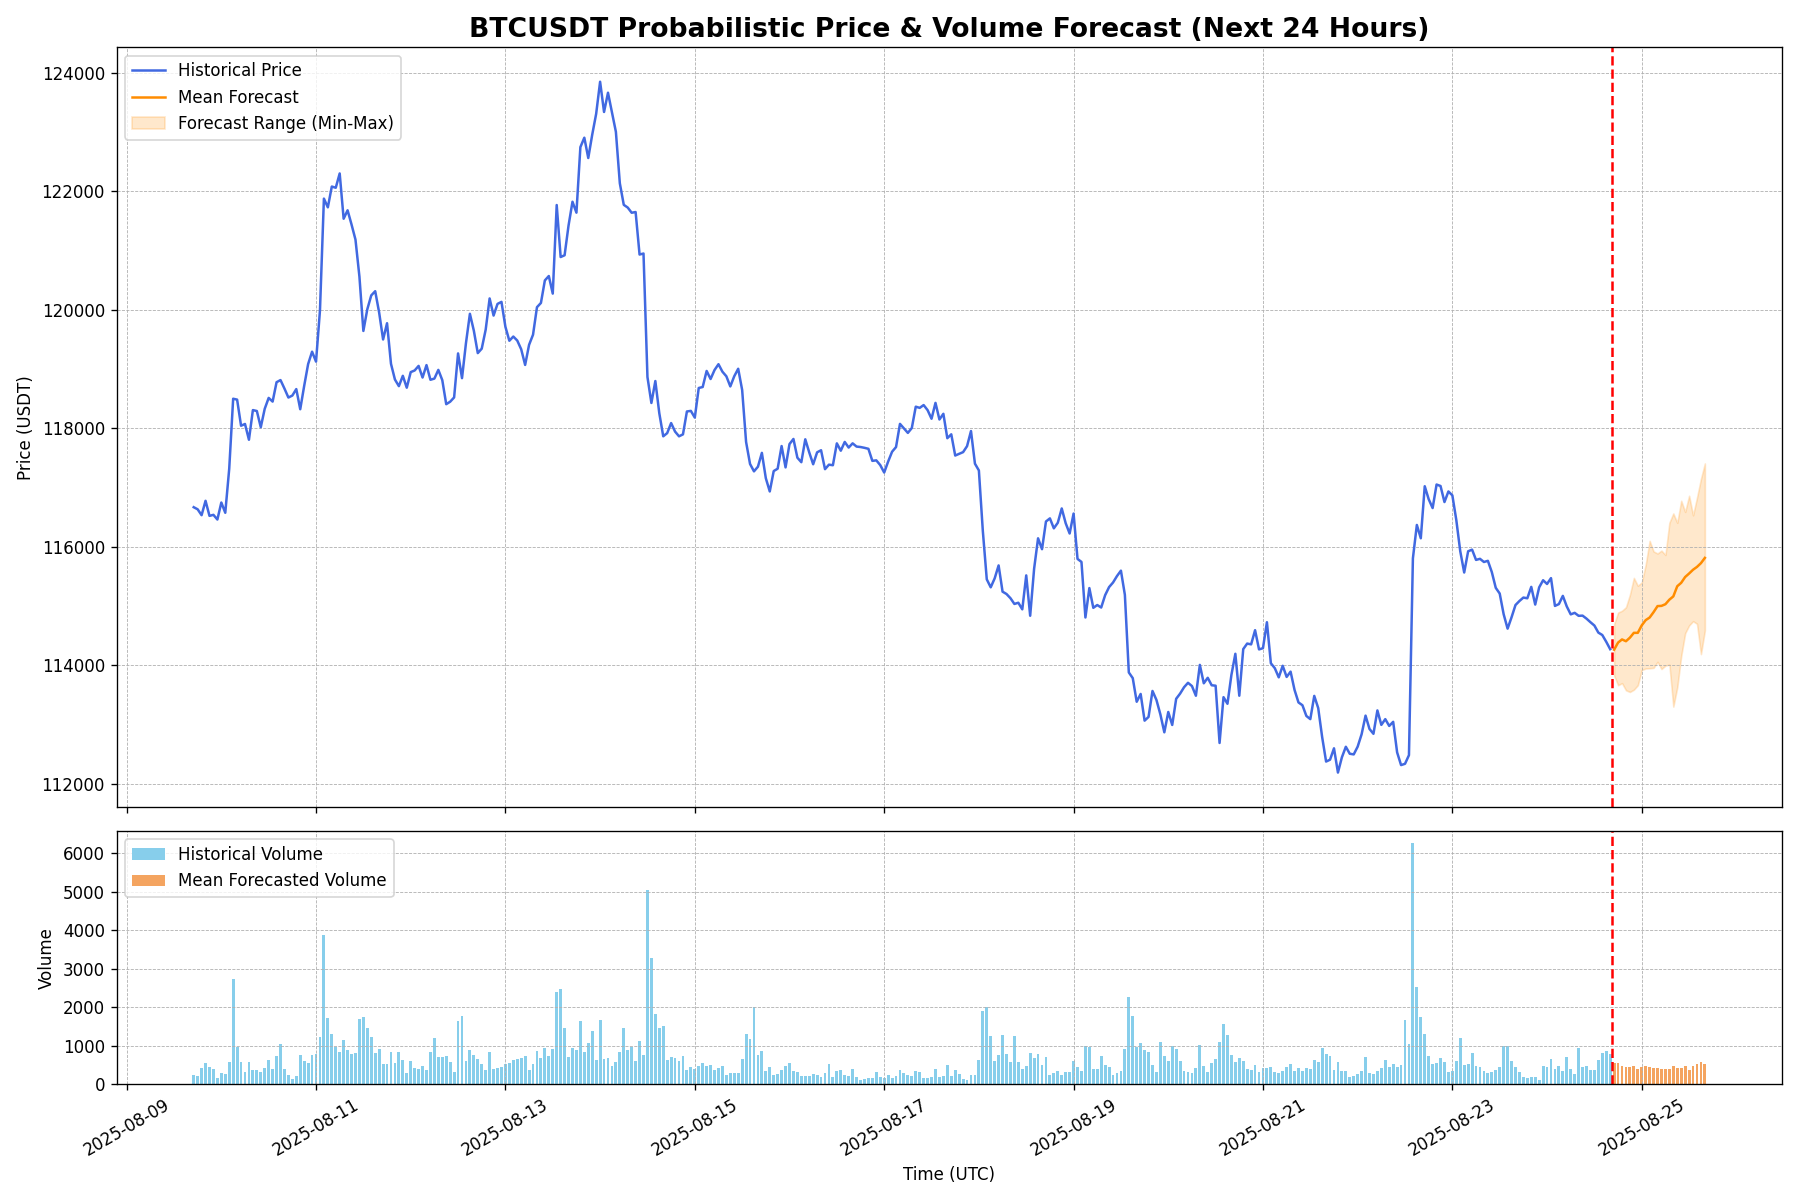 BTCUSDT Probabilistic Price & Volume Forecast (Next 24 Hours)
Historical Price
Mean Forecast
Forecast Range (Min-Max)
124000
122000
120000
118000
116000
114000
112000
Price (USDT)
Historical Volume
Mean Forecasted Volume
6000
5000
4000
3000
2000
1000
0
Volume
2025-08-09
2025-08-11
2025-08-13
2025-08-15
2025-08-17
2025-08-19
2025-08-21
2025-08-23
2025-08-25
Time (UTC)